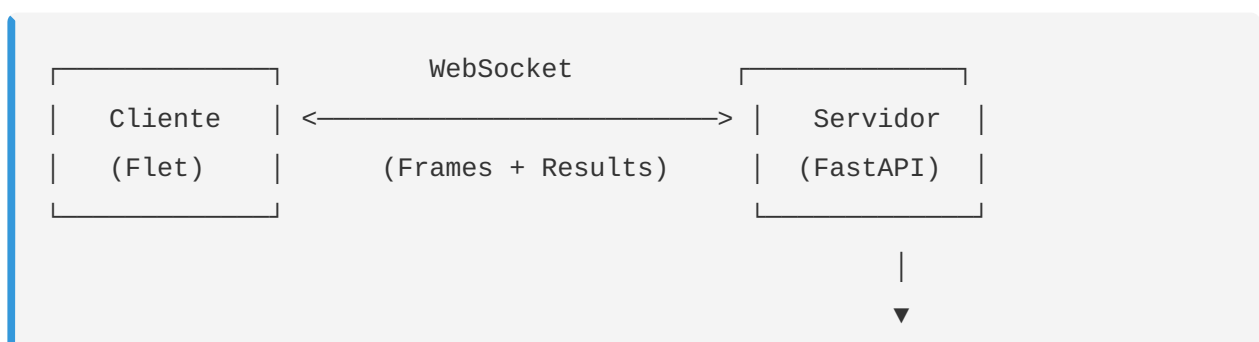 WebSocket
Cliente <—> Servidor
(Flet) (Frames + Results) (FastAPI)